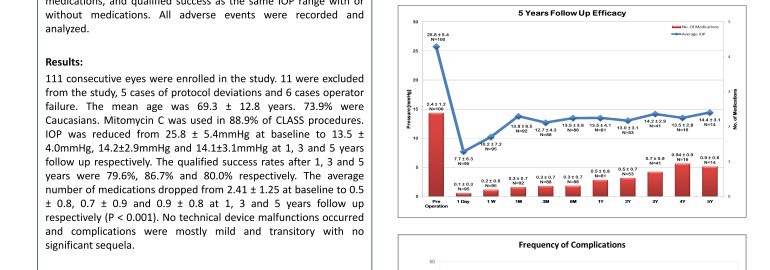 medications, and qualified success as the same IOP range with or
without medications. All adverse events were recorded and
analyzed.
Results:
111 consecutive eyes were enrolled in the study. 11 were excluded
from the study, 5 cases of protocol deviations and 6 cases operator
failure. The mean age was 69.3 ± 12.8 years. 73.9% were
Caucasians. Mitomycin C was used in 88.9% of CLASS procedures.
IOP was reduced from 25.8 ± 5.4mmHg at baseline to 13.5 ±
4.0mmHg, 14.2±2.9mmHg and 14.1±3.1mmHg at 1, 3 and 5 years
follow up respectively. The qualified success rates after 1, 3 and 5
years were 79.6%, 86.7% and 80.0% respectively. The average
number of medications dropped from 2.41 ± 1.25 at baseline to 0.5
± 0.8, 0.7 ± 0.9 and 0.9 ± 0.8 at 1, 3 and 5 years follow up
respectively (P < 0.001). No technical device malfunctions occurred
and complications were mostly mild and transitory with no
significant sequela.
5 Years Follow Up Efficacy
No. Of Medications
Average IOP
Pressure (mmHg)
No. of Medications
30
25
20
15
10
5
0
5
4
3
2
1
0
25.8 ± 5.4
N=100
2.4 ± 1.2
N=100
7.7 ± 6.3
N=95
10.2 ± 7.2
N=95
N=92
12.7 ± 4.3
N=88
13.5 ± 3.8
N=86
13.5 ± 4.1
N=81
13.0 ± 3.1
N=53
14.2 ± 2.9
N=41
13.5 ± 2.8
N=16
14.4 ± 3.1
N=14
0.1 ± 0.3
N=95
0.2 ± 0.6
N=95
0.3 ± 0.7
N=92
0.3 ± 0.7
N=88
0.3 ± 0.7
N=86
0.5 ± 0.8
N=81
0.5 ± 0.7
N=53
0.7 ± 0.9
N=41
0.94 ± 0.9
N=16
0.9 ± 0.8
N=14
Pre Operation
1 Day
1 W
1M
3M
6M
1Y
2Y
3Y
4Y
5Y
Frequency of Complications
30